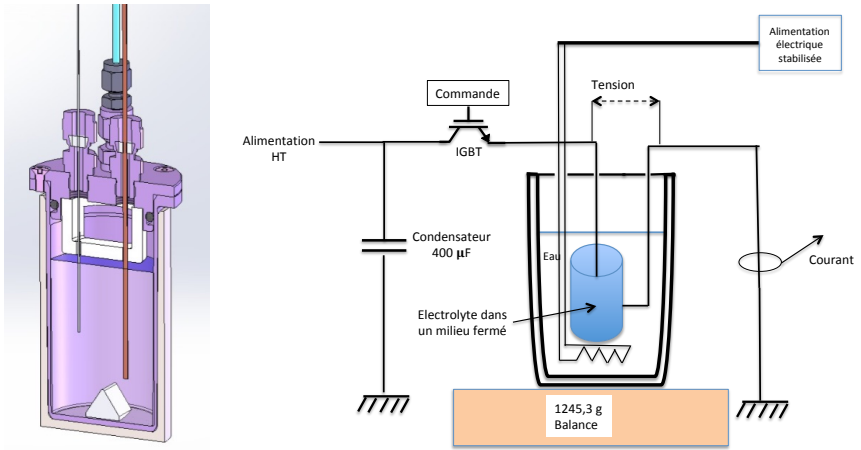 Alimentation
électrique
stabilisée
Tension
Commande
Alimentation
HT
IGBT
Condensateur
400 µF
Eau
Courant
Electrolyte dans
un milieu fermé
1245,3 g
Balance